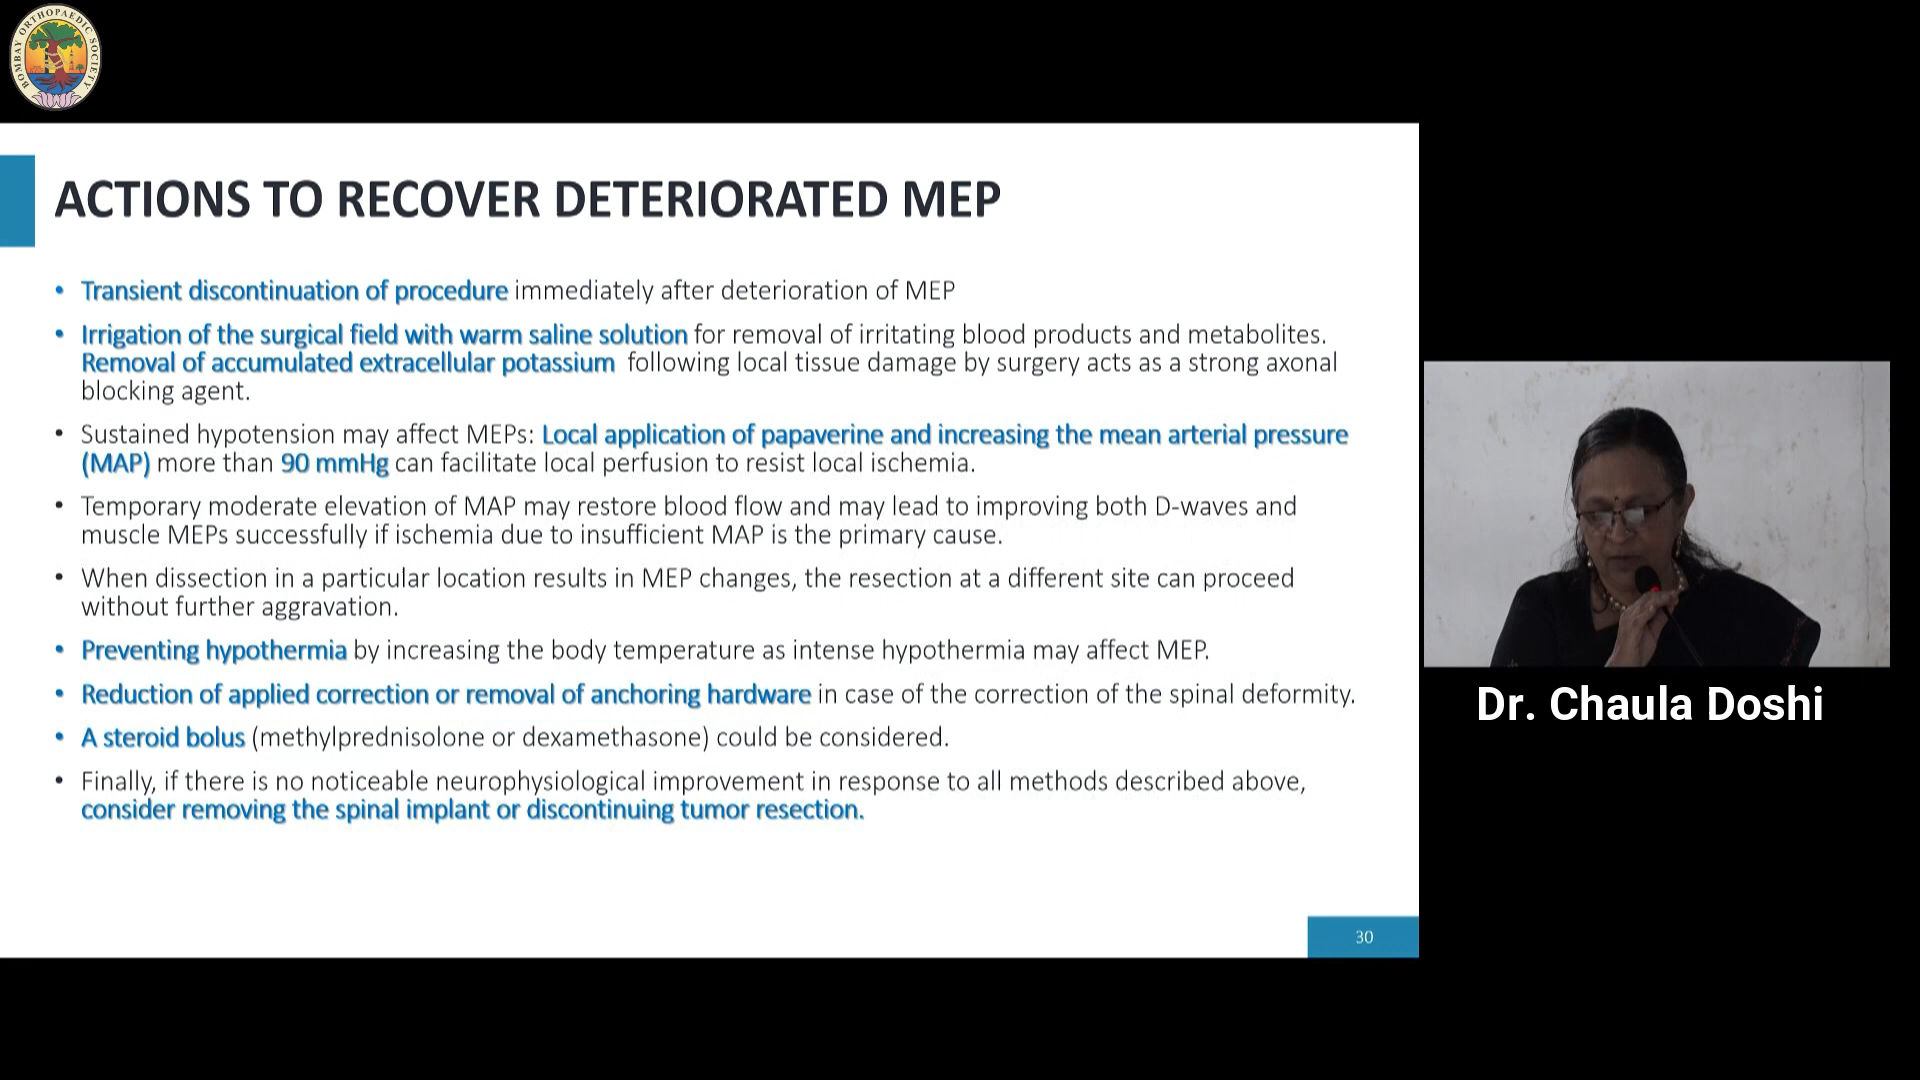 BOMBAY ORTHOPAEDIC SOCIETY
ACTIONS TO RECOVER DETERIORATED MEP
• Transient discontinuation of procedure immediately after deterioration of MEP
• Irrigation of the surgical field with warm saline solution for removal of irritating blood products and metabolites.
Removal of accumulated extracellular potassium following local tissue damage by surgery acts as a strong axonal
blocking agent.
• Sustained hypotension may affect MEPs: Local application of papaverine and increasing the mean arterial pressure
(MAP) more than 90 mmHg can facilitate local perfusion to resist local ischemia.
• Temporary moderate elevation of MAP may restore blood flow and may lead to improving both D-waves and
muscle MEPs successfully if ischemia due to insufficient MAP is the primary cause.
• When dissection in a particular location results in MEP changes, the resection at a different site can proceed
without further aggravation.
• Preventing hypothermia by increasing the body temperature as intense hypothermia may affect MEP.
• Reduction of applied correction or removal of anchoring hardware in case of the correction of the spinal deformity.
• A steroid bolus (methylprednisolone or dexamethasone) could be considered.
• Finally, if there is no noticeable neurophysiological improvement in response to all methods described above,
consider removing the spinal implant or discontinuing tumor resection.
30
Dr. Chaula Doshi